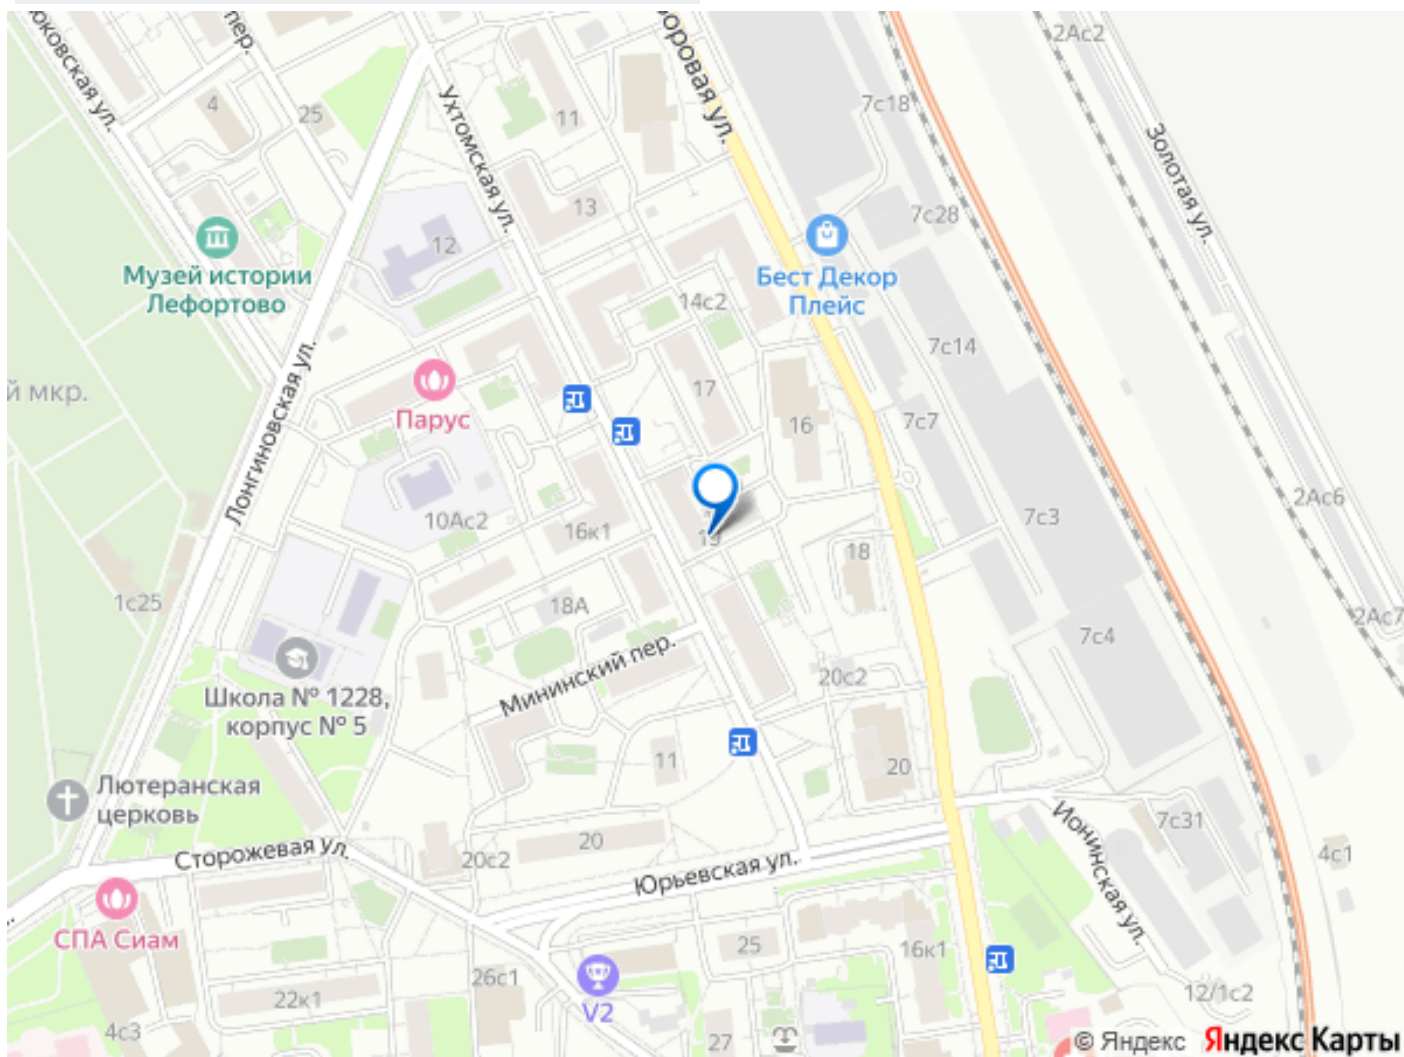 юковская ул.
пер.
Боровая ул.
2Ас2
4
25
11
7с18
Ухтомская ул.
Золотая ул.
13
7с28
12
Музей истории
Лефортово
Бест Декор
Плейс
14с2
7с14
й мкр.
Лонгиновская ул.
Парус
17
16
7с7
2Ас6
10Ас2
16к1
7с3
18
1с25
18А
2Ас7
7с4
Мининский пер.
20с2
Школа № 1228,
корпус № 5
11
20
Лютеранская
церковь
Ионинская ул.
7с31
20
4с1
Сторожевая ул.
20с2
Юрьевская ул.
СПА Сиам
25
16к1
26с1
22к1
12/1с2
V2
4с3
27
© Яндекс Яндекс Карты